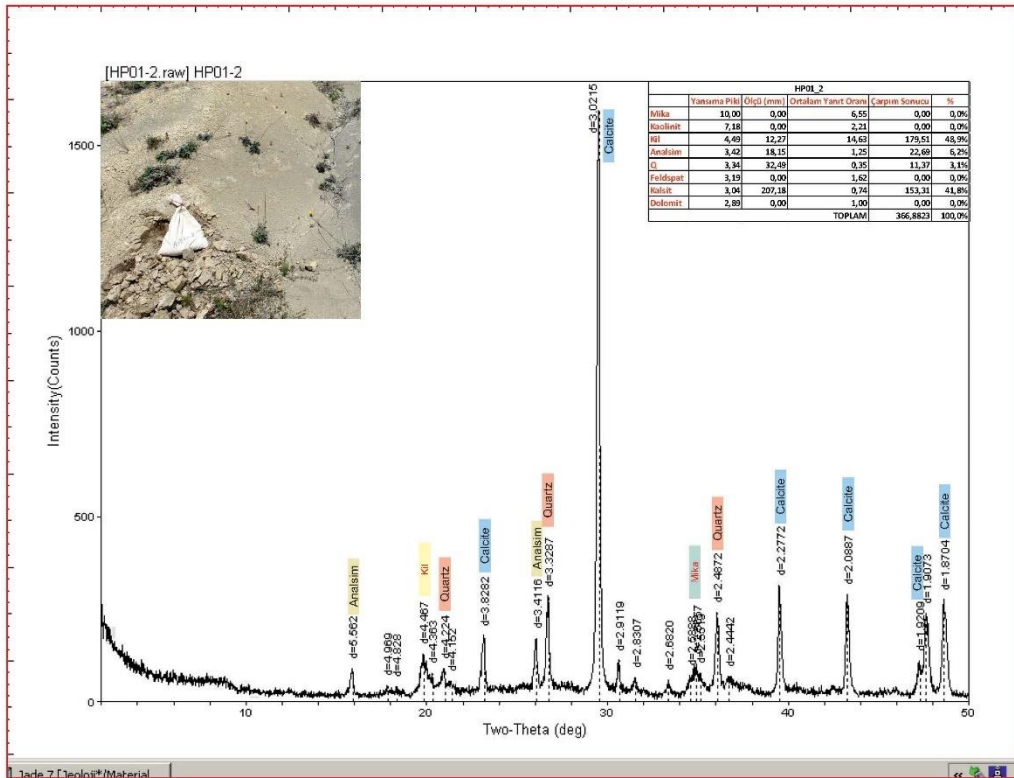 [HP01-2.raw] HP01-2
HP01_2
Yansıma Piki Ölçü (mm) Ortalam Yanıt Oranı Çarpım Sonucu %
Mika 10,00 0,00 6,55 0,00 0,0%
Kaolinit 7,18 0,00 2,21 0,00 0,0%
Kil 4,49 12,27 14,63 179,51 48,9%
Analsim 3,42 18,15 1,25 22,69 6,2%
Q 3,34 32,49 0,35 11,37 3,1%
Feldspat 3,19 0,00 1,62 0,00 0,0%
Kalsit 3,04 207,18 0,74 153,31 41,8%
Dolomit 2,89 0,00 1,00 0,00 0,0%
TOPLAM 366,8823 100,0%
Intensity(Counts)
1500
1000
500
0
Analsim
d=5.562
d=4.969
d=4.828
Kil
d=4.467
d=4.363
Quartz
d=4.224
d=4.152
Calcite
d=3.8282
Analsim
d=3.4116
Quartz
d=3.3287
d=3.0215
Calcite
d=2.9119
d=2.8307
d=2.6820
Mika
Quartz
d=2.4872
d=2.4442
Calcite
d=2.2772
Calcite
d=2.0887
Calcite
d=1.9209
d=1.9073
Calcite
d=1.8704
10 20 30 40 50
Two-Theta (deg)
Jade 7 [Jeoloji*/Material